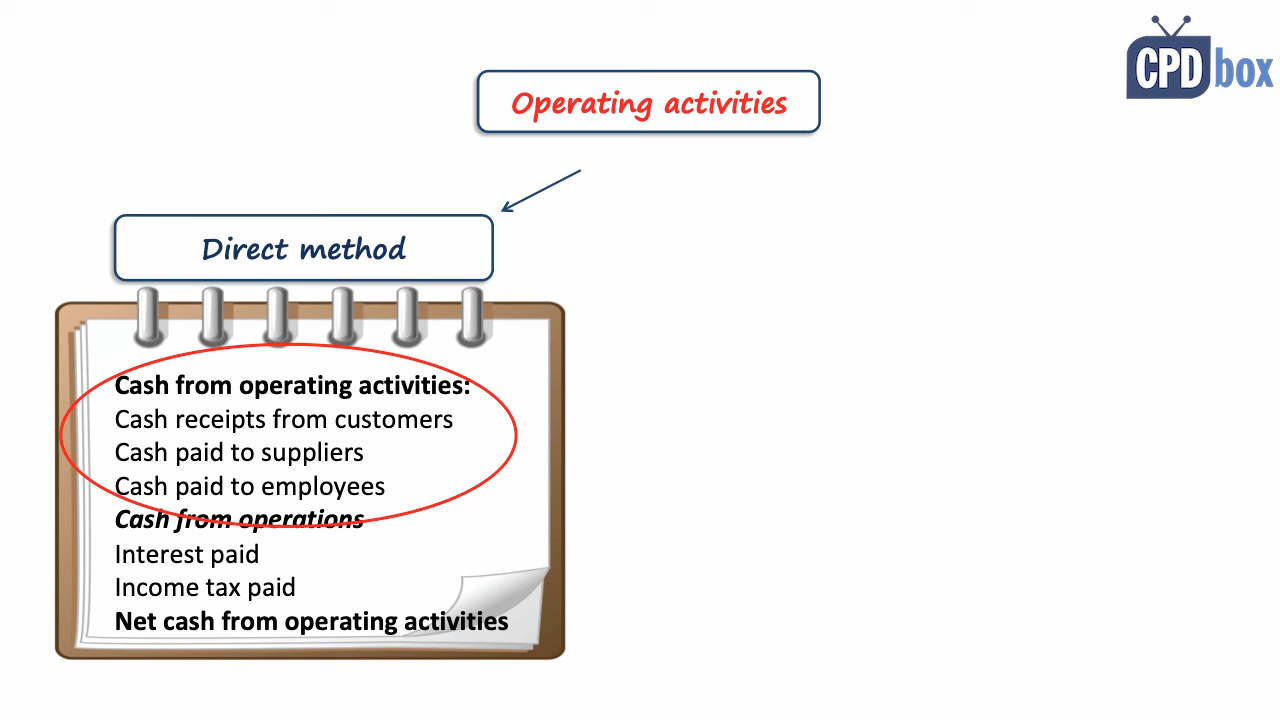 CPD box
Operating activities
Direct method
Cash from operating activities:
Cash receipts from customers
Cash paid to suppliers
Cash paid to employees
Cash from operations
Interest paid
Income tax paid
Net cash from operating activities